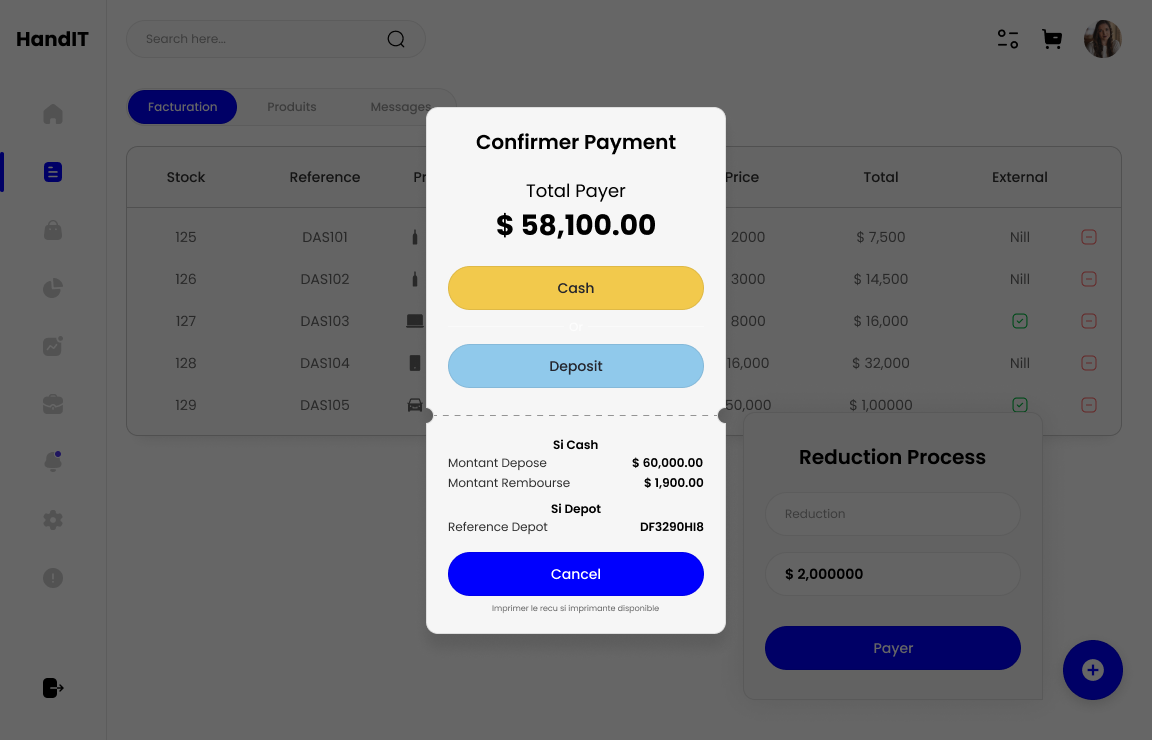 HandIT
Search here...
Facturation Produits Messages
Stock Reference Pr Price Total External
125 DAS101 2000 $ 7,500 Nill
126 DAS102 3000 $ 14,500 Nill
127 DAS103 8000 $ 16,000
128 DAS104 16,000 $ 32,000 Nill
129 DAS105 50,000 $ 1,00000
Confirmer Payment
Total Payer
$ 58,100.00
Cash
Or
Deposit
Si Cash
Montant Depose $ 60,000.00
Montant Rembourse $ 1,900.00
Si Depot
Reference Depot DF3290HI8
Cancel
Imprimer le recu si imprimante disponible
Reduction Process
Reduction
$ 2,000000
Payer